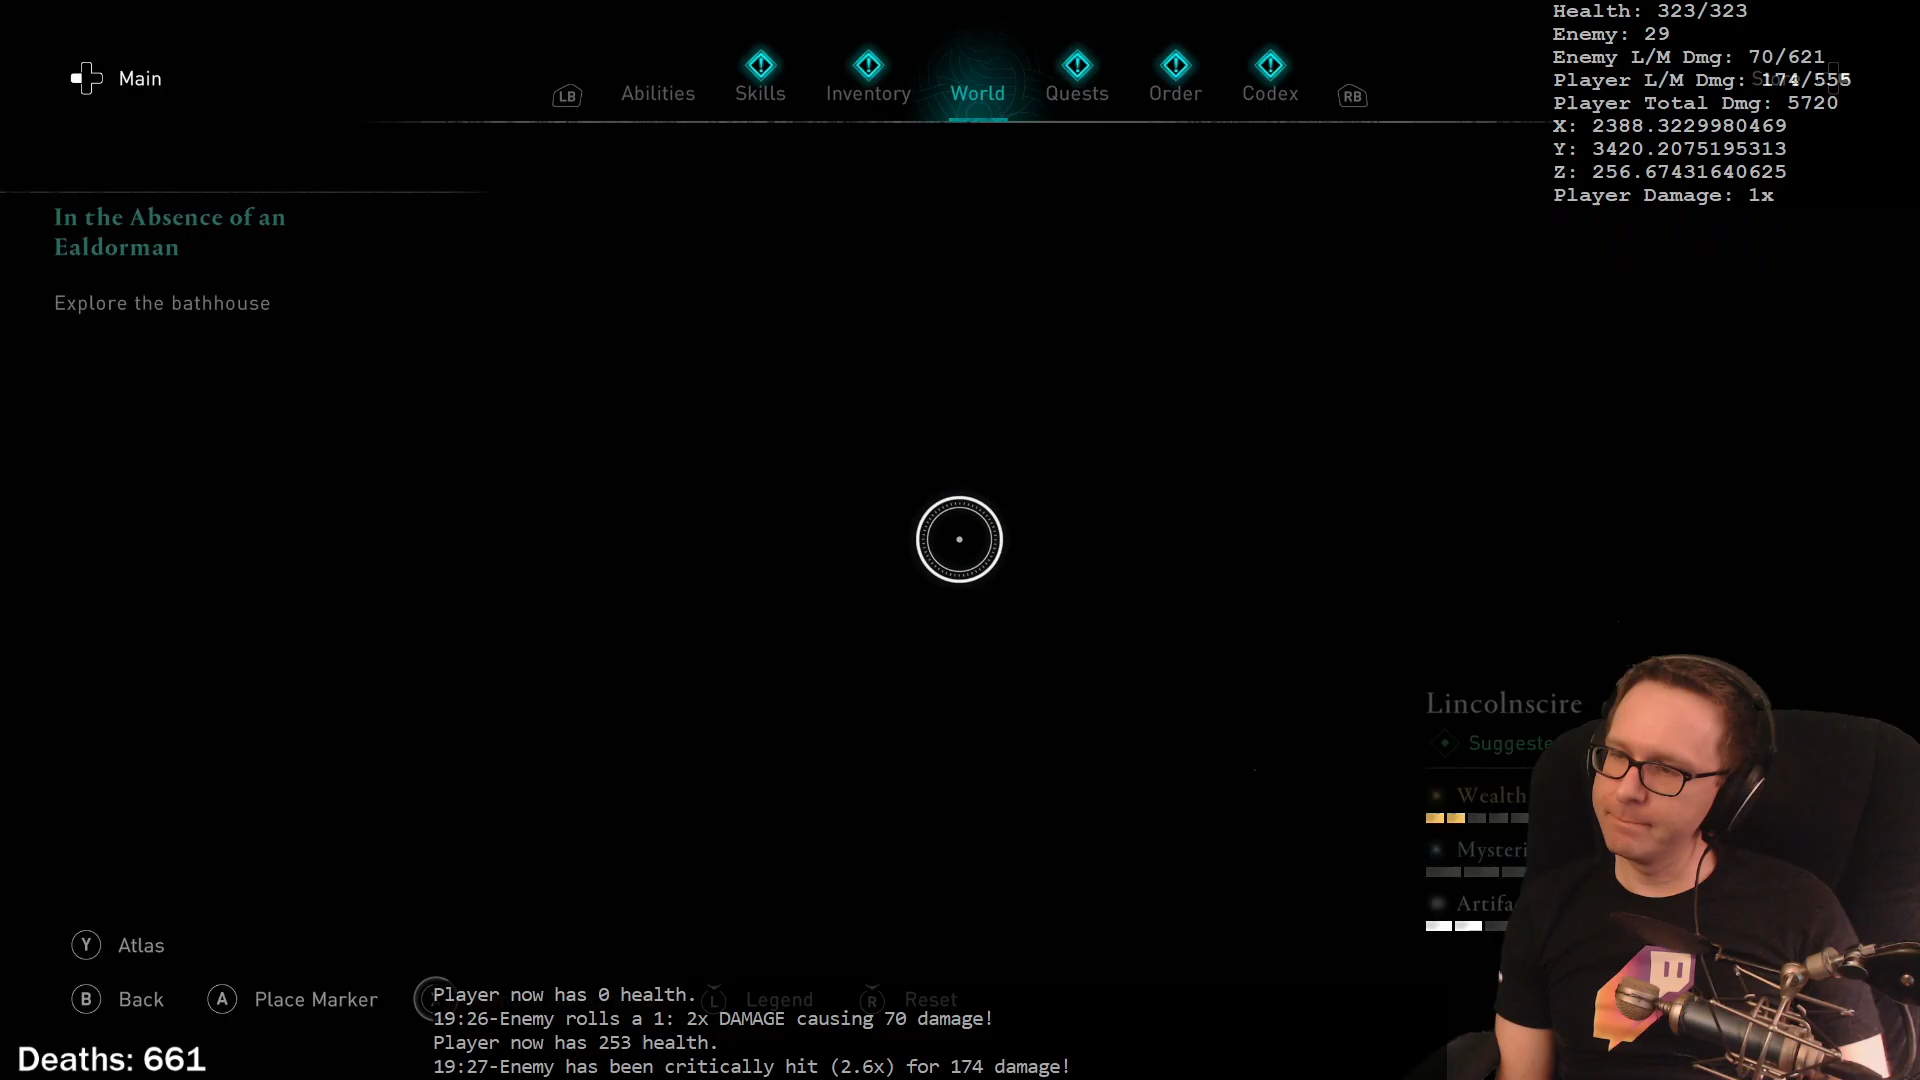 Main
LB
Abilities
Skills
Inventory
World
Quests
Order
Codex
RB
Health: 323/323
Enemy: 29
Enemy L/M Dmg: 70/621
Player L/M Dmg: 174/555
Player Total Dmg: 5720
X: 2388.3229980469
Y: 3420.2075195313
Z: 256.67431640625
Player Damage: 1x
In the Absence of an
Ealdorman
Explore the bathhouse
Lincolnscire
Suggeste
Wealth
Mysteri
Artifa
Y Atlas
B Back
A Place Marker
L Legend
R Reset
Player now has 0 health.
19:26-Enemy rolls a 1: 2x DAMAGE causing 70 damage!
Player now has 253 health.
19:27-Enemy has been critically hit (2.6x) for 174 damage!
Deaths: 661